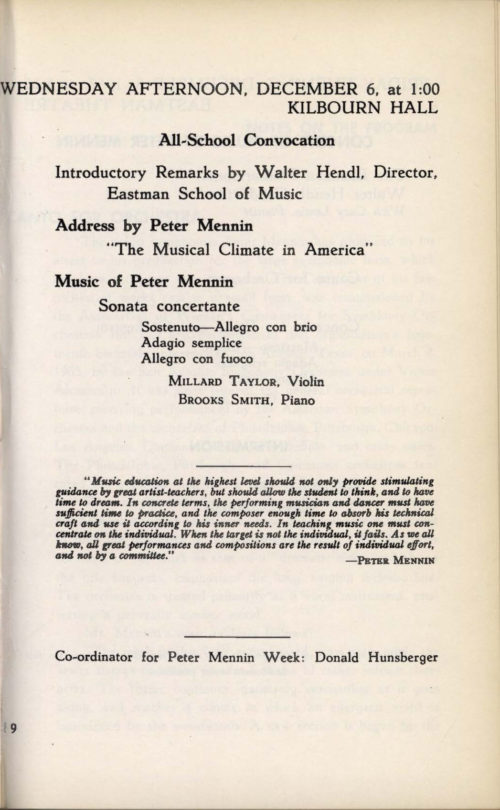 WEDNESDAY AFTERNOON, DECEMBER 6, at 1:00
KILBOURN HALL
All-School Convocation
Introductory Remarks by Walter Hendl, Director,
Eastman School of Music
Address by Peter Mennin
"The Musical Climate in America"
Music of Peter Mennin
Sonata concertante
Sostenuto—Allegro con brio
Adagio semplice
Allegro con fuoco
MILLARD TAYLOR, Violin
BROOKS SMITH, Piano
"Music education at the highest level should not only provide stimulating
guidance by great artist-teachers, but should allow the student to think, and to have
time to dream. In concrete terms, the performing musician and dancer must have
sufficient time to practice, and the composer enough time to absorb his technical
craft and use it according to his inner needs. In teaching music one must con-
centrate on the individual. When the target is not the individual, it fails. As we all
know, all great performances and compositions are the result of individual effort,
and not by a committee."
—PETER MENNIN
Co-ordinator for Peter Mennin Week: Donald Hunsberger
9